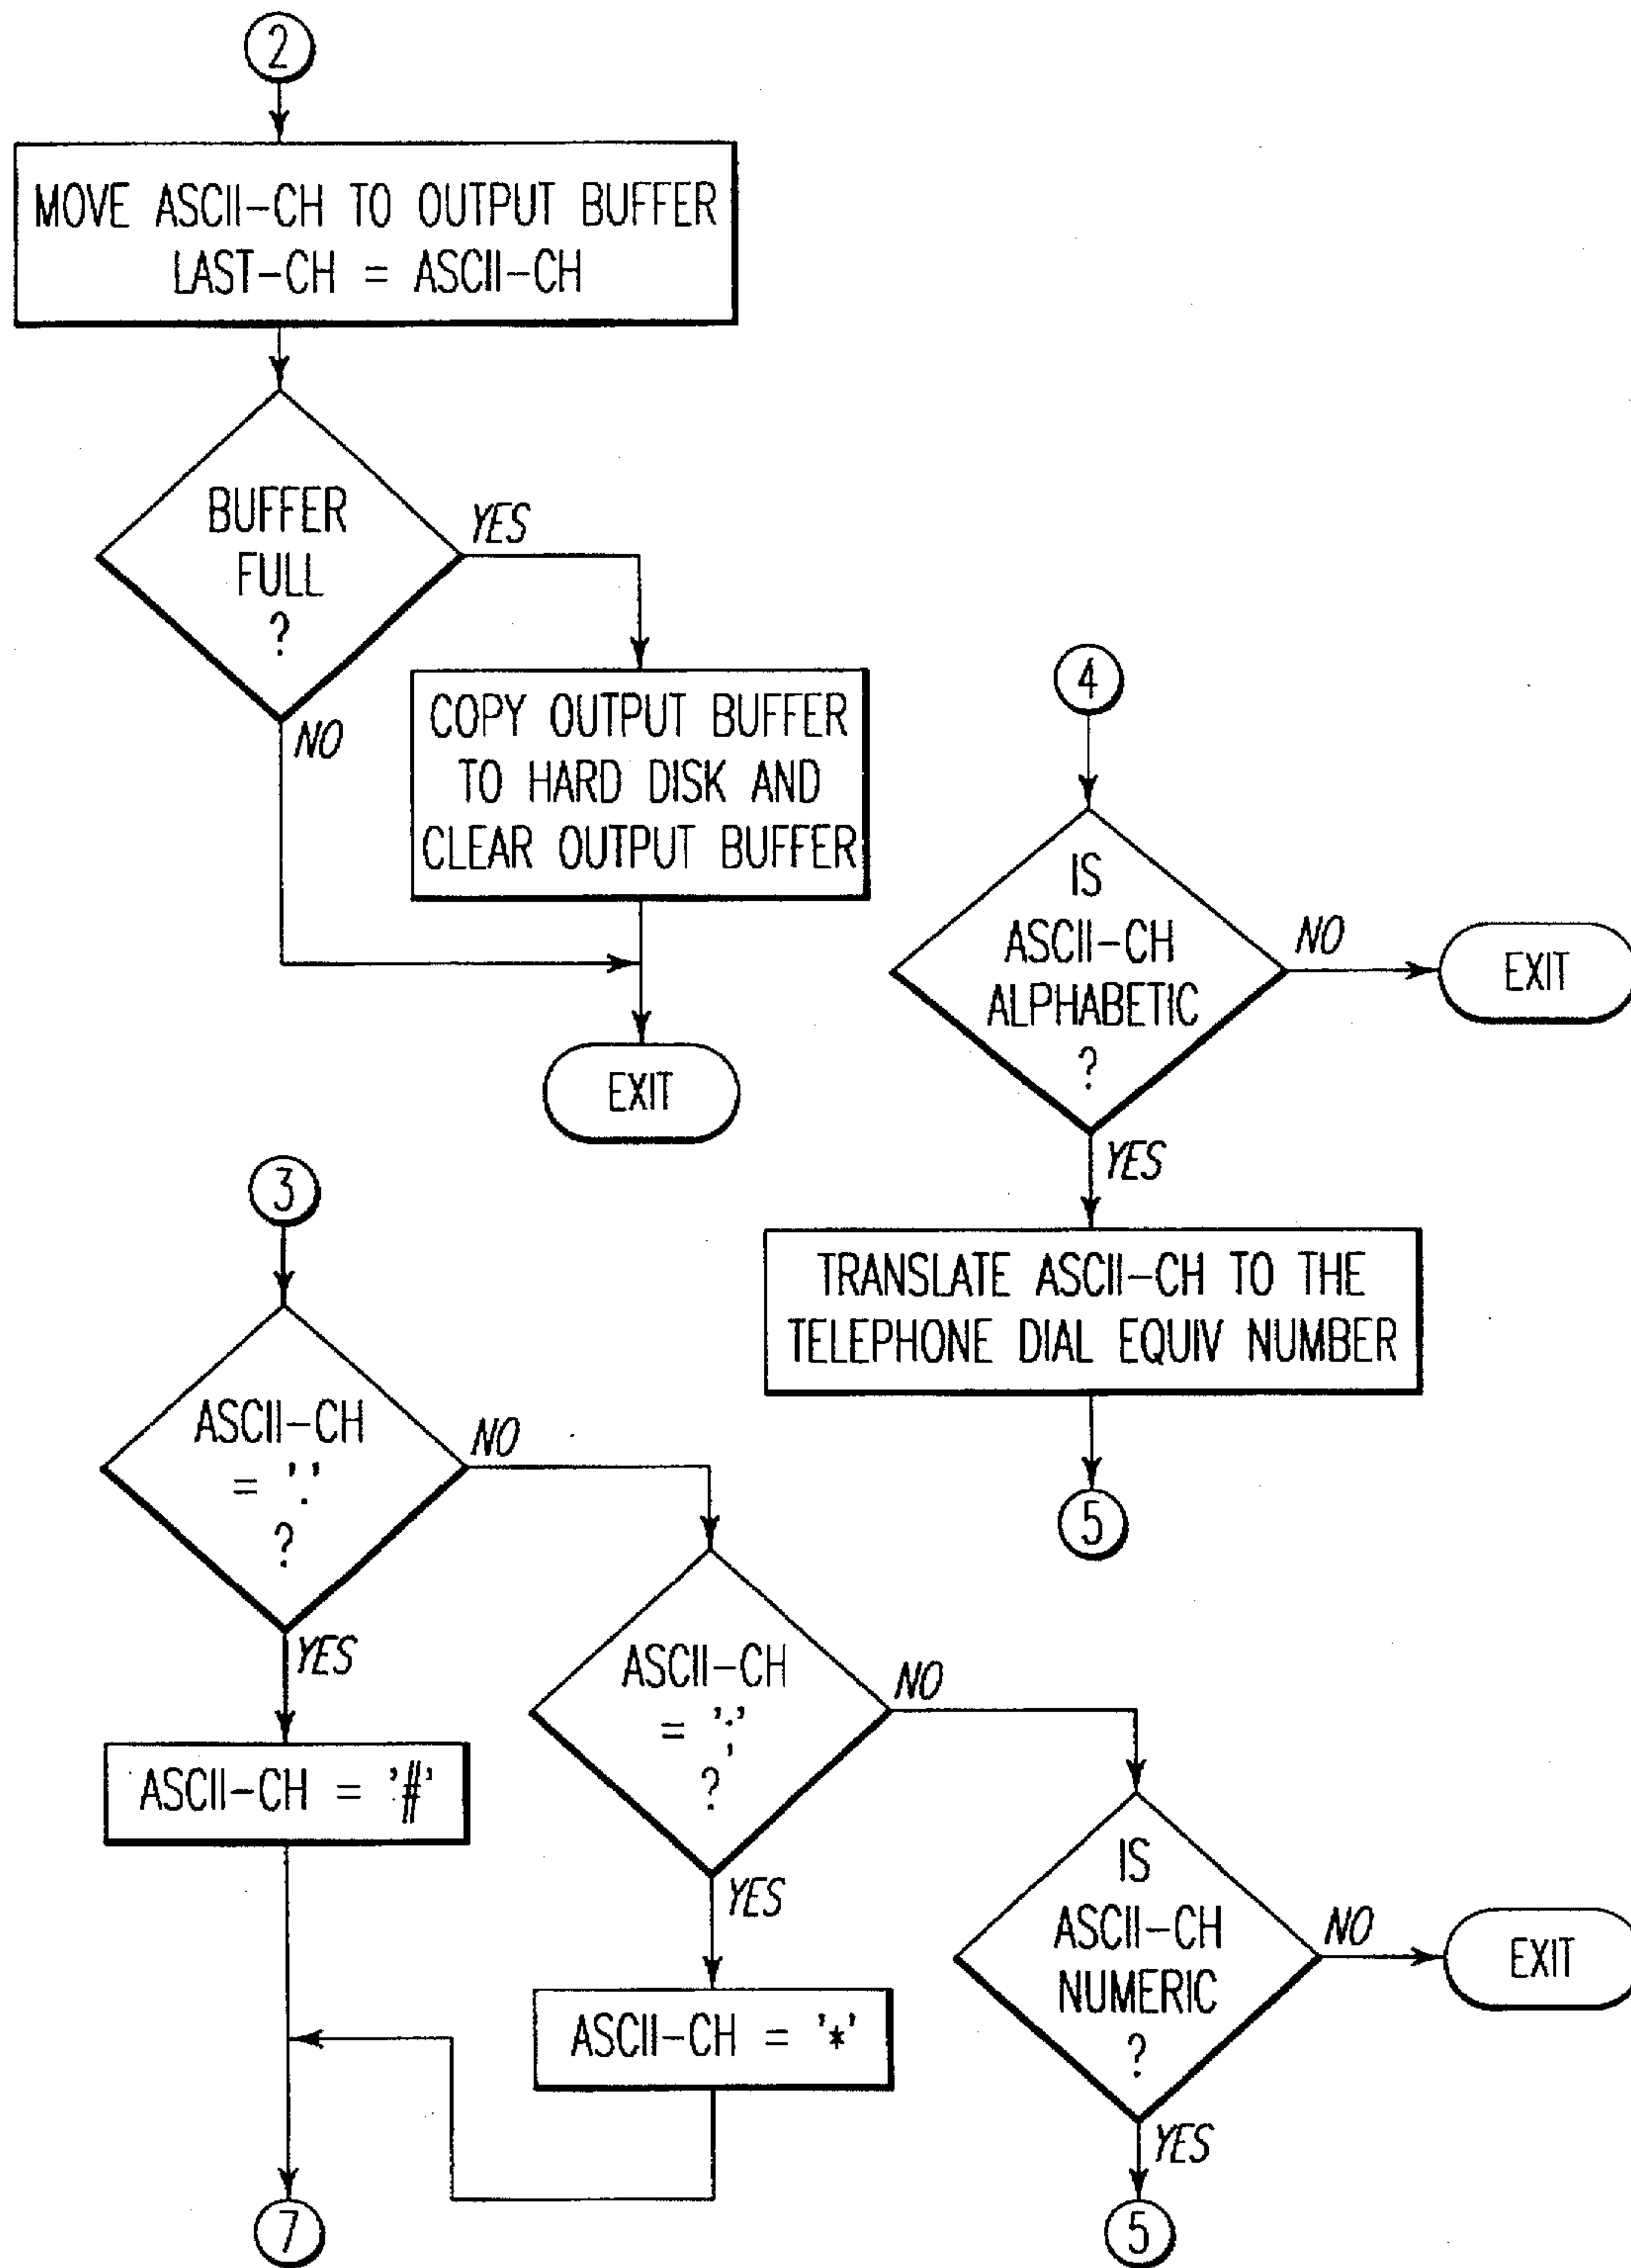 2
MOVE ASCII-CH TO OUTPUT BUFFER
LAST-CH = ASCII-CH
BUFFER
FULL
?
YES
NO
COPY OUTPUT BUFFER
TO HARD DISK AND
CLEAR OUTPUT BUFFER
EXIT
4
IS
ASCII-CH
ALPHABETIC
?
NO
EXIT
YES
TRANSLATE ASCII-CH TO THE
TELEPHONE DIAL EQUIV NUMBER
5
3
ASCII-CH
= '.'
?
NO
YES
ASCII-CH = '#'
ASCII-CH
= ';'
?
NO
YES
ASCII-CH = '*'
7
IS
ASCII-CH
NUMERIC
?
NO
EXIT
YES
5